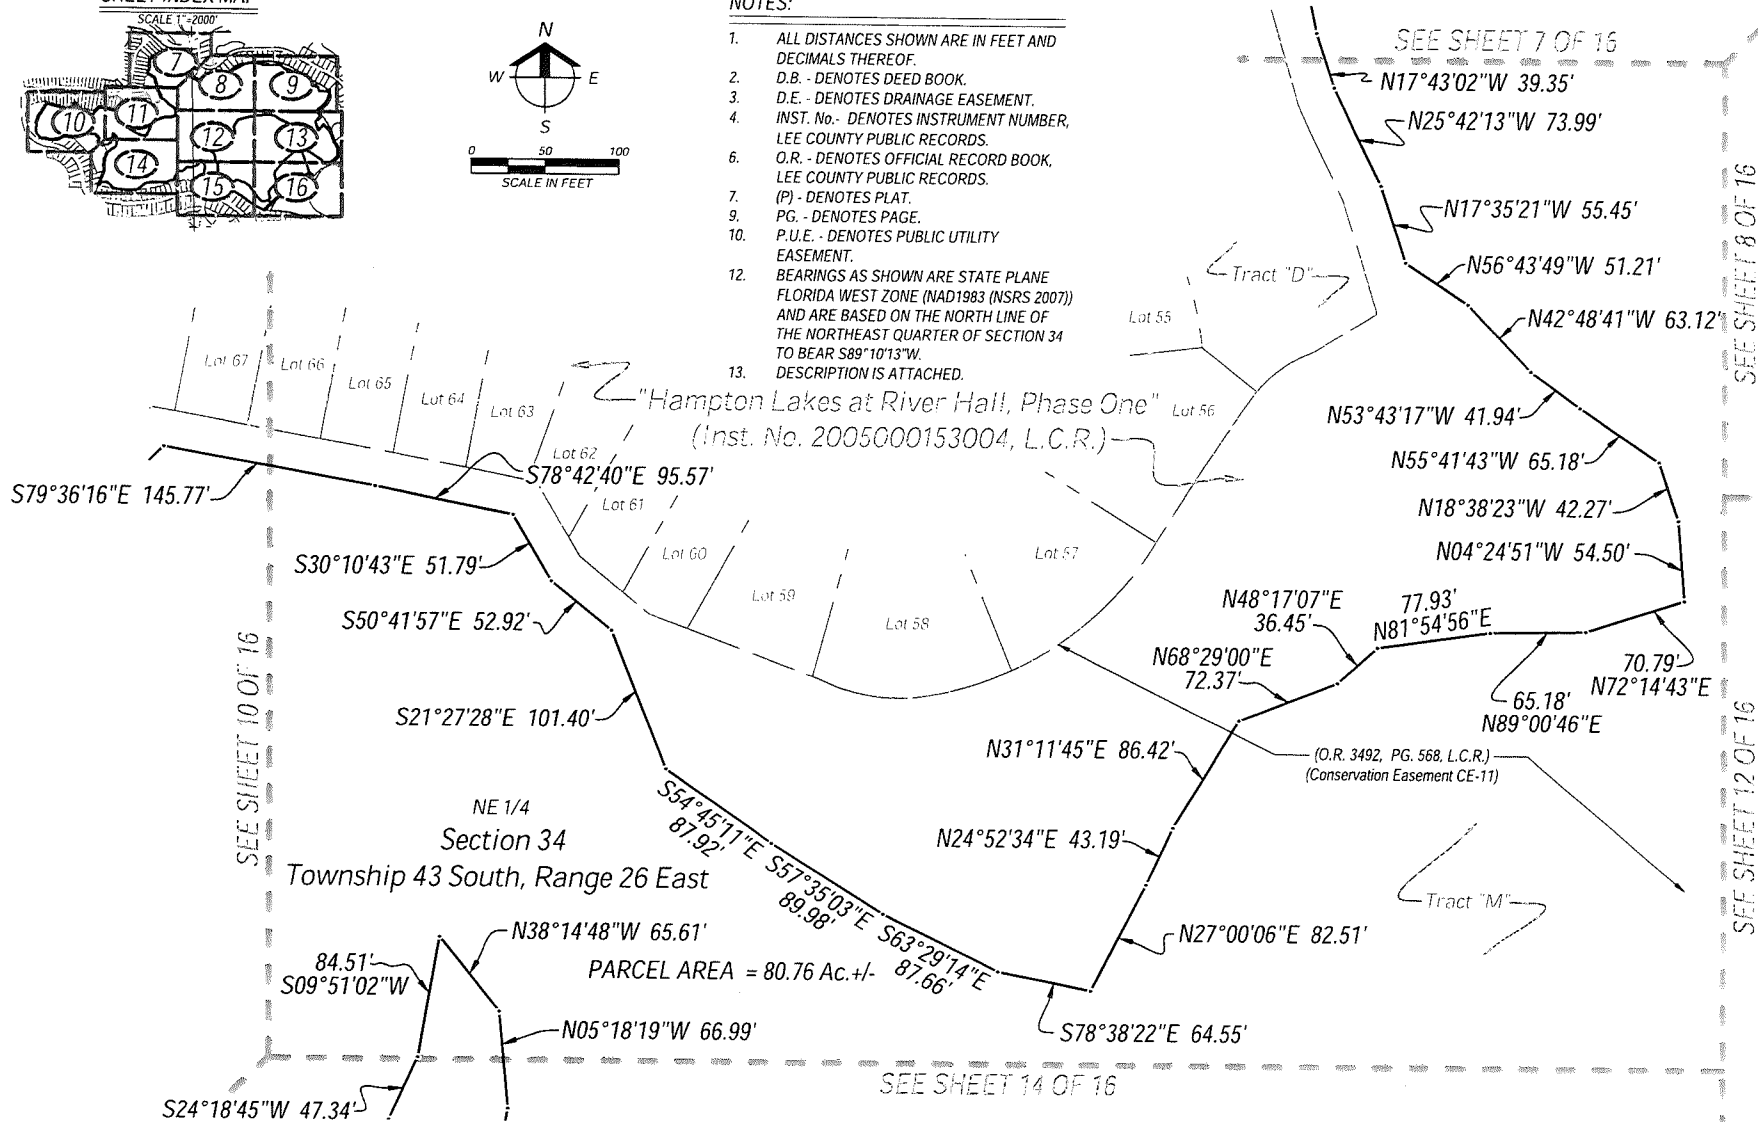 SHEET INDEX MAP
SCALE 1"=2000'
7
8
9
10
11
12
13
14
15
16
N
W E
S
0 50 100
SCALE IN FEET
NOTES:
1. ALL DISTANCES SHOWN ARE IN FEET AND
DECIMALS THEREOF.
2. D.B. - DENOTES DEED BOOK.
3. D.E. - DENOTES DRAINAGE EASEMENT.
4. INST. No.- DENOTES INSTRUMENT NUMBER,
LEE COUNTY PUBLIC RECORDS.
6. O.R. - DENOTES OFFICIAL RECORD BOOK,
LEE COUNTY PUBLIC RECORDS.
7. (P) - DENOTES PLAT.
9. PG. - DENOTES PAGE.
10. P.U.E. - DENOTES PUBLIC UTILITY
EASEMENT.
12. BEARINGS AS SHOWN ARE STATE PLANE
FLORIDA WEST ZONE (NAD1983 (NSRS 2007))
AND ARE BASED ON THE NORTH LINE OF
THE NORTHEAST QUARTER OF SECTION 34
TO BEAR S89°10'13"W.
13. DESCRIPTION IS ATTACHED.
SEE SHEET 7 OF 16
N17°43'02"W 39.35'
N25°42'13"W 73.99'
N17°35'21"W 55.45'
N56°43'49"W 51.21'
N42°48'41"W 63.12'
N53°43'17"W 41.94'
N55°41'43"W 65.18'
N18°38'23"W 42.27'
N04°24'51"W 54.50'
SEE SHEET 8 OF 16
Tract "D"
Lot 55
Lot 56
Lot 67
Lot 66
Lot 65
Lot 64
Lot 63
Lot 62
Lot 61
Lot 60
Lot 59
Lot 58
Lot 57
"Hampton Lakes at River Hall, Phase One"
(Inst. No. 2005000153004, L.C.R.)
S79°36'16"E 145.77'
S78°42'40"E 95.57'
S30°10'43"E 51.79'
S50°41'57"E 52.92'
S21°27'28"E 101.40'
SEE SHEET 10 OF 16
N48°17'07"E
36.45'
77.93'
N81°54'56"E
N68°29'00"E
72.37'
70.79'
N72°14'43"E
65.18'
N89°00'46"E
N31°11'45"E 86.42'
(O.R. 3492, PG. 568, L.C.R.)
(Conservation Easement CE-11)
SEE SHEET 12 OF 16
NE 1/4
Section 34
Township 43 South, Range 26 East
S54°45'11"E
87.92'
S57°35'03"E
89.98'
S63°29'14"E
87.66'
N24°52'34"E 43.19'
N27°00'06"E 82.51'
Tract "M"
N38°14'48"W 65.61'
84.51'
S09°51'02"W
PARCEL AREA = 80.76 Ac.+/-
N05°18'19"W 66.99'
S78°38'22"E 64.55'
SEE SHEET 14 OF 16
S24°18'45"W 47.34'